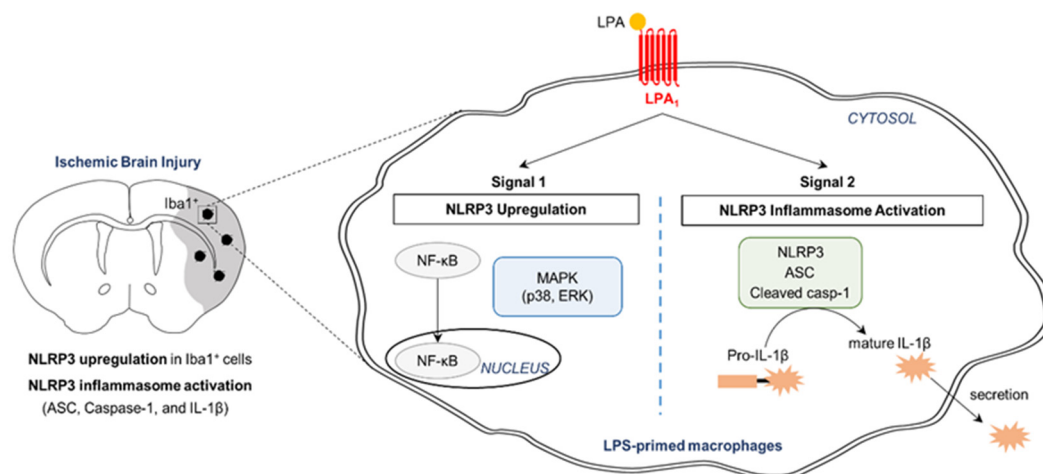 LPA
LPA₁
CYTOSOL
Ischemic Brain Injury
Iba1⁺
NLRP3 upregulation in Iba1⁺ cells
NLRP3 inflammasome activation
(ASC, Caspase-1, and IL-1β)
Signal 1
NLRP3 Upregulation
NF-κB
MAPK
(p38, ERK)
NF-κB
NUCLEUS
Signal 2
NLRP3 Inflammasome Activation
NLRP3
ASC
Cleaved casp-1
Pro-IL-1β
mature IL-1β
secretion
LPS-primed macrophages